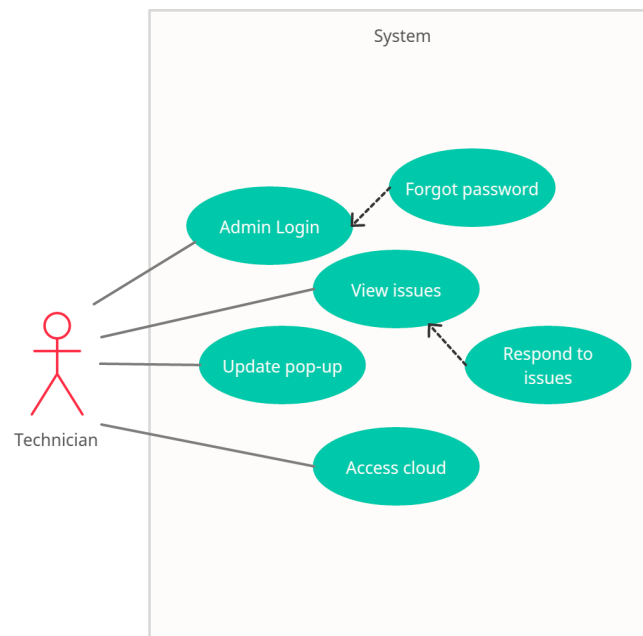 System
Forgot password
Admin Login
View issues
Respond to
issues
Update pop-up
Technician
Access cloud